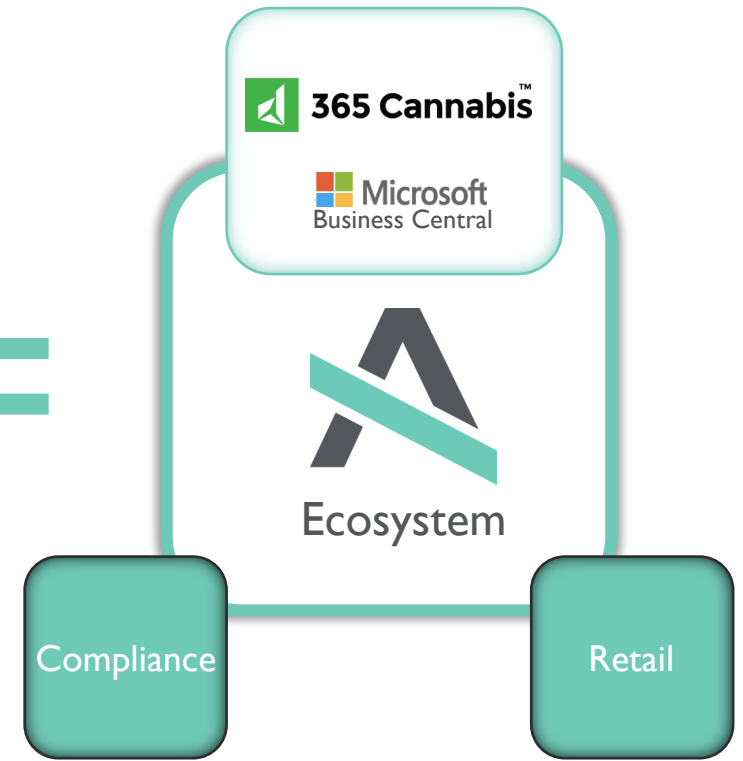 365 Cannabis™
Microsoft
Business Central
Ecosystem
Compliance
Retail